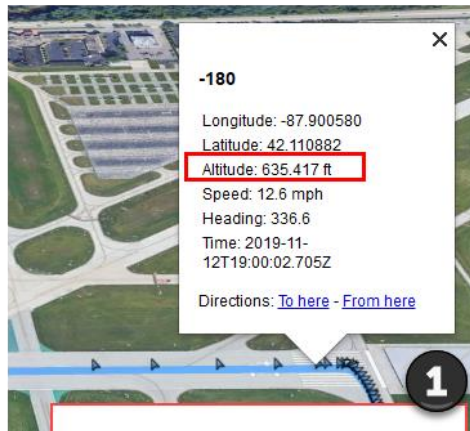 -180
Longitude: -87.900580
Latitude: 42.110882
Altitude: 635.417 ft
Speed: 12.6 mph
Heading: 336.6
Time: 2019-11-
12T19:00:02.705Z
Directions: To here - From here
1